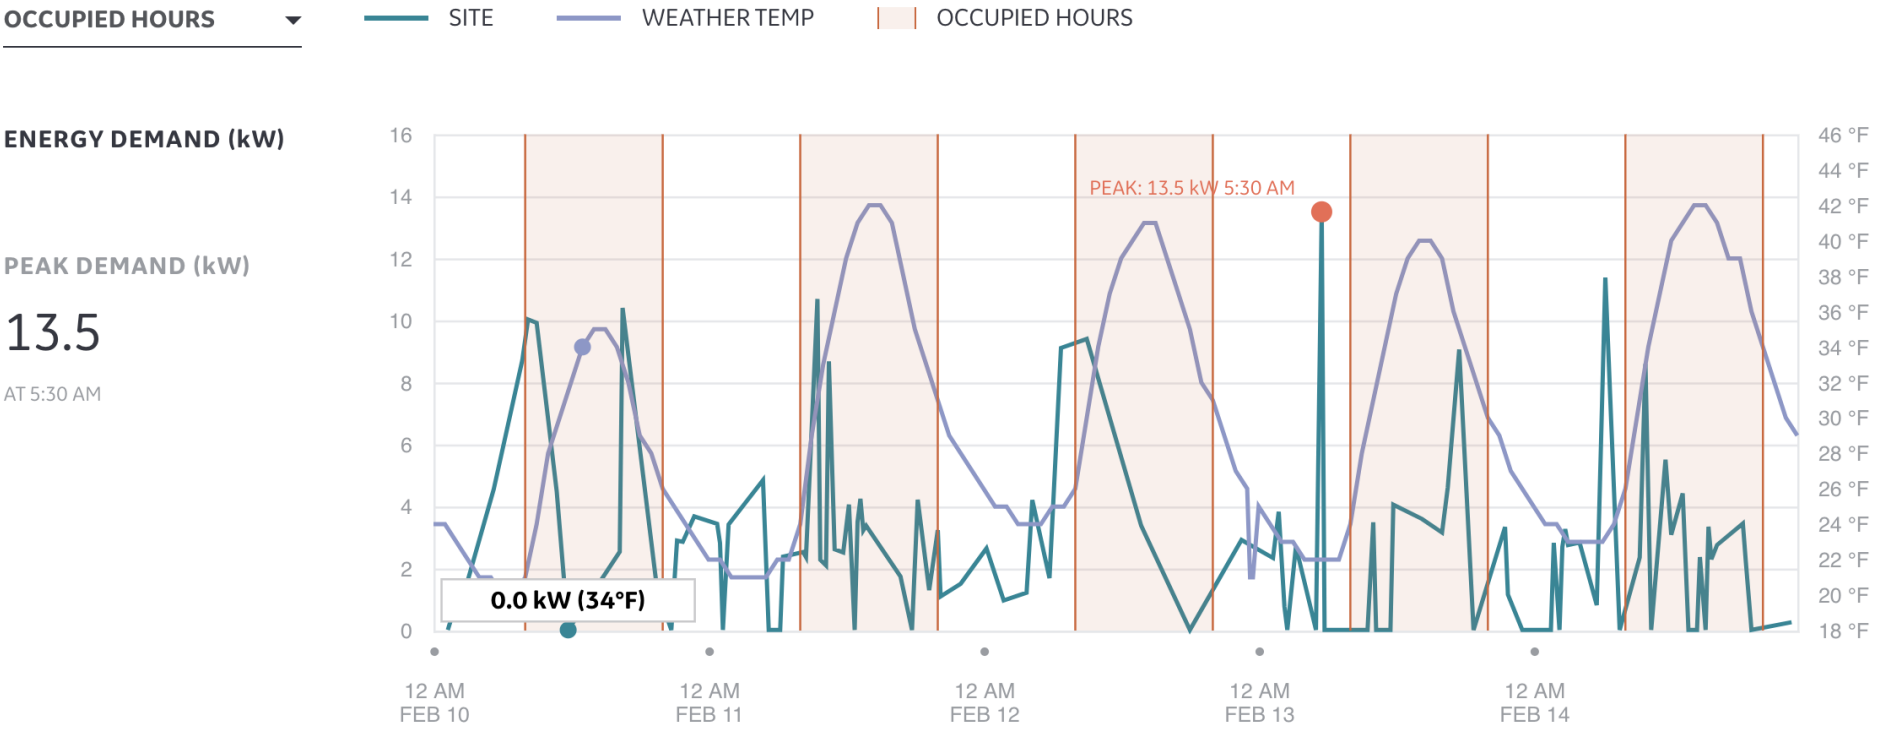 OCCUPIED HOURS
SITE
WEATHER TEMP
OCCUPIED HOURS
ENERGY DEMAND (kW)
PEAK DEMAND (kW)
13.5
AT 5:30 AM
16
14
12
10
8
6
4
2
0
PEAK: 13.5 kW 5:30 AM
0.0 kW (34°F)
46 °F
44 °F
42 °F
40 °F
38 °F
36 °F
34 °F
32 °F
30 °F
28 °F
26 °F
24 °F
22 °F
20 °F
18 °F
12 AM
FEB 10
12 AM
FEB 11
12 AM
FEB 12
12 AM
FEB 13
12 AM
FEB 14